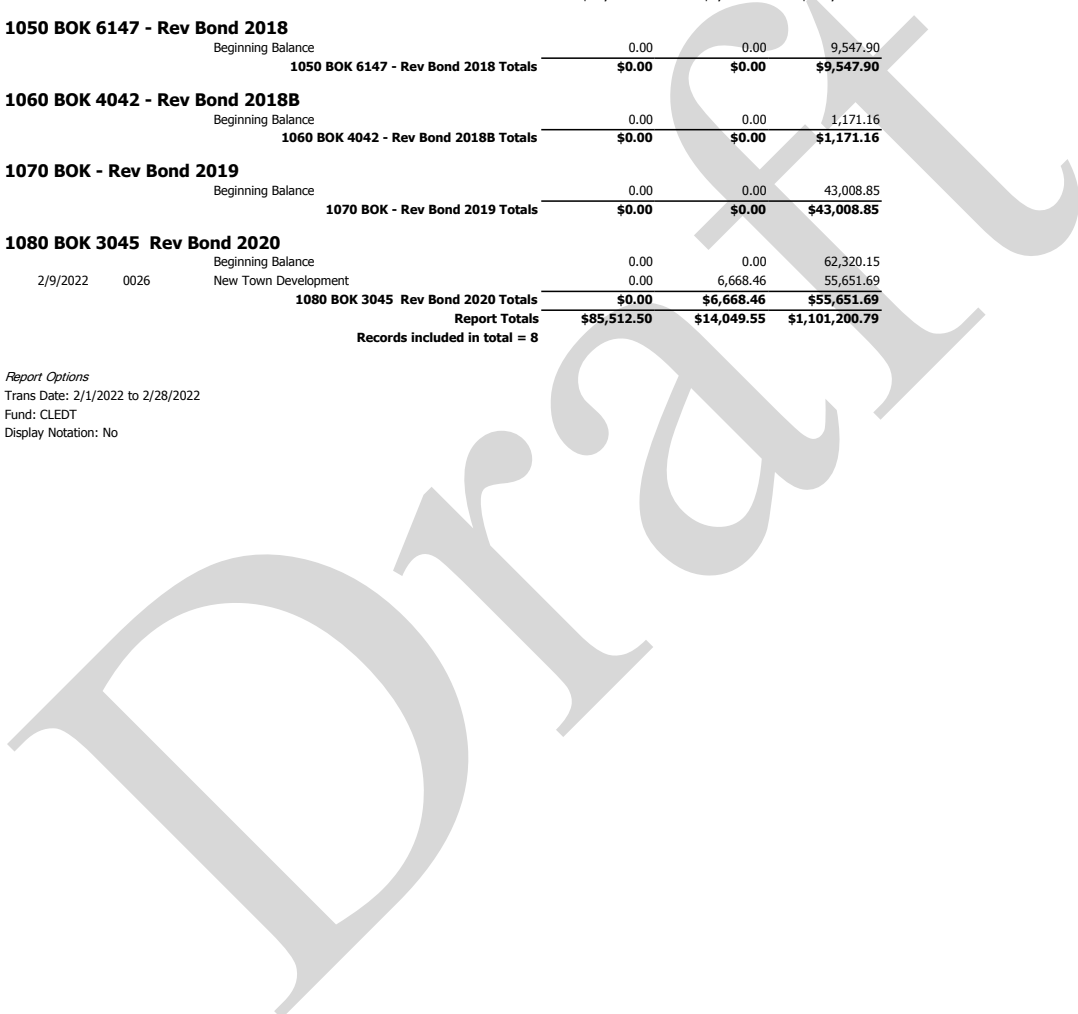 1050 BOK 6147 - Rev Bond 2018
Beginning Balance 0.00 0.00 9,547.90
1050 BOK 6147 - Rev Bond 2018 Totals $0.00 $0.00 $9,547.90
1060 BOK 4042 - Rev Bond 2018B
Beginning Balance 0.00 0.00 1,171.16
1060 BOK 4042 - Rev Bond 2018B Totals $0.00 $0.00 $1,171.16
1070 BOK - Rev Bond 2019
Beginning Balance 0.00 0.00 43,008.85
1070 BOK - Rev Bond 2019 Totals $0.00 $0.00 $43,008.85
1080 BOK 3045 Rev Bond 2020
Beginning Balance 0.00 0.00 62,320.15
2/9/2022 0026 New Town Development 0.00 6,668.46 55,651.69
1080 BOK 3045 Rev Bond 2020 Totals $0.00 $6,668.46 $55,651.69
Report Totals $85,512.50 $14,049.55 $1,101,200.79
Records included in total = 8
Report Options
Trans Date: 2/1/2022 to 2/28/2022
Fund: CLEDT
Display Notation: No
Draft